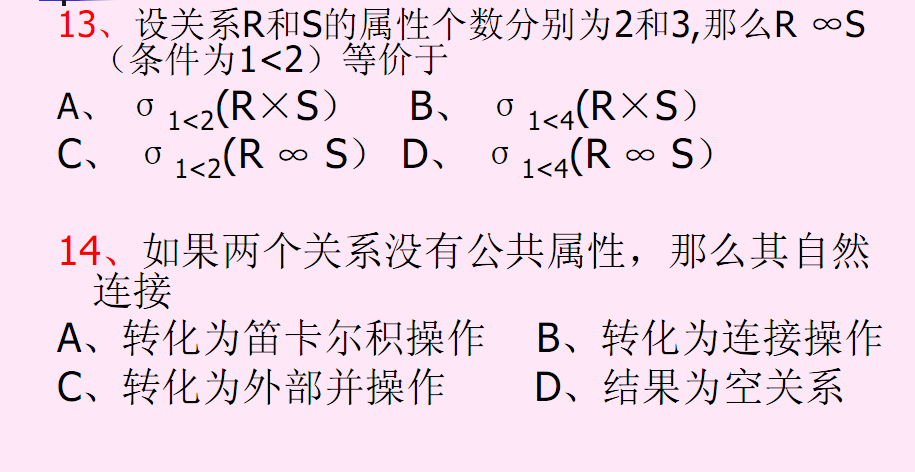 13、设关系R和S的属性个数分别为2和3,那么R ∞S
（条件为1<2）等价于
A、 σ 1<2(R×S） B、 σ 1<4(R×S）
C、 σ 1<2(R ∞ S） D、 σ 1<4(R ∞ S）
14、如果两个关系没有公共属性，那么其自然
连接
A、转化为笛卡尔积操作 B、转化为连接操作
C、转化为外部并操作 D、结果为空关系